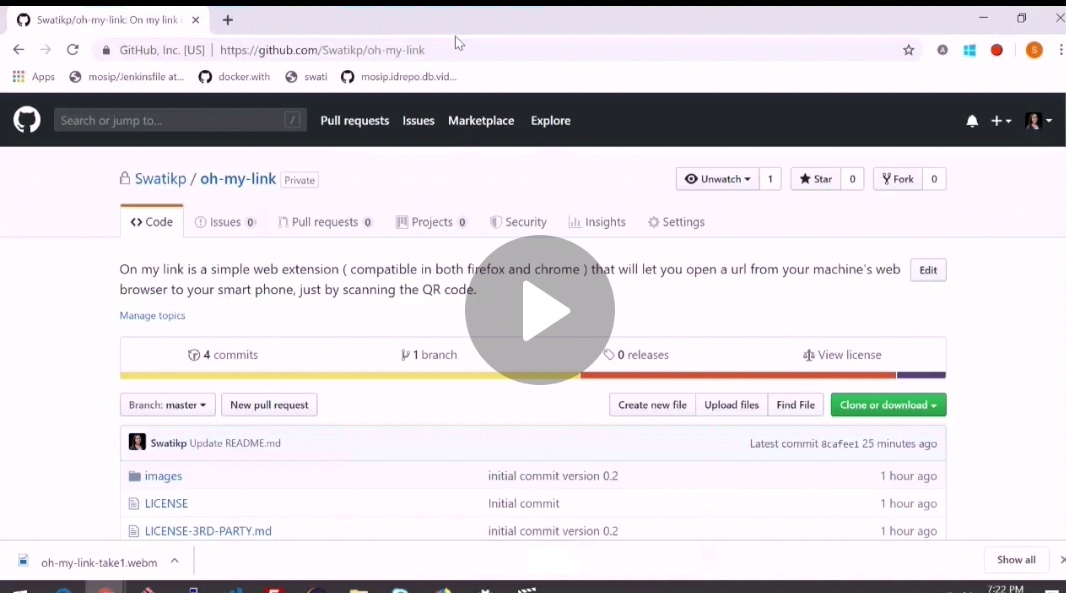 Swatikp/oh-my-link: On my link
GitHub, Inc. [US] | https://github.com/Swatikp/oh-my-link
S
Apps mosip/Jenkinsfile at... docker.with swati mosip.idrepo.db.vid...
Search or jump to... / Pull requests Issues Marketplace Explore
Swatikp / oh-my-link Private Unwatch 1 Star 0 Fork 0
Code Issues 0 Pull requests 0 Projects 0 Security Insights Settings
On my link is a simple web extension ( compatible in both firefox and chrome ) that will let you open a url from your machine's web Edit
browser to your smart phone, just by scanning the QR code.
Manage topics
4 commits 1 branch 0 releases View license
Branch: master New pull request Create new file Upload files Find File Clone or download
Swatikp Update README.md Latest commit 8cafee1 25 minutes ago
images initial commit version 0.2 1 hour ago
LICENSE Initial commit 1 hour ago
LICENSE-3RD-PARTY.md initial commit version 0.2 1 hour ago
oh-my-link-take1.webm Show all
7:22 PM